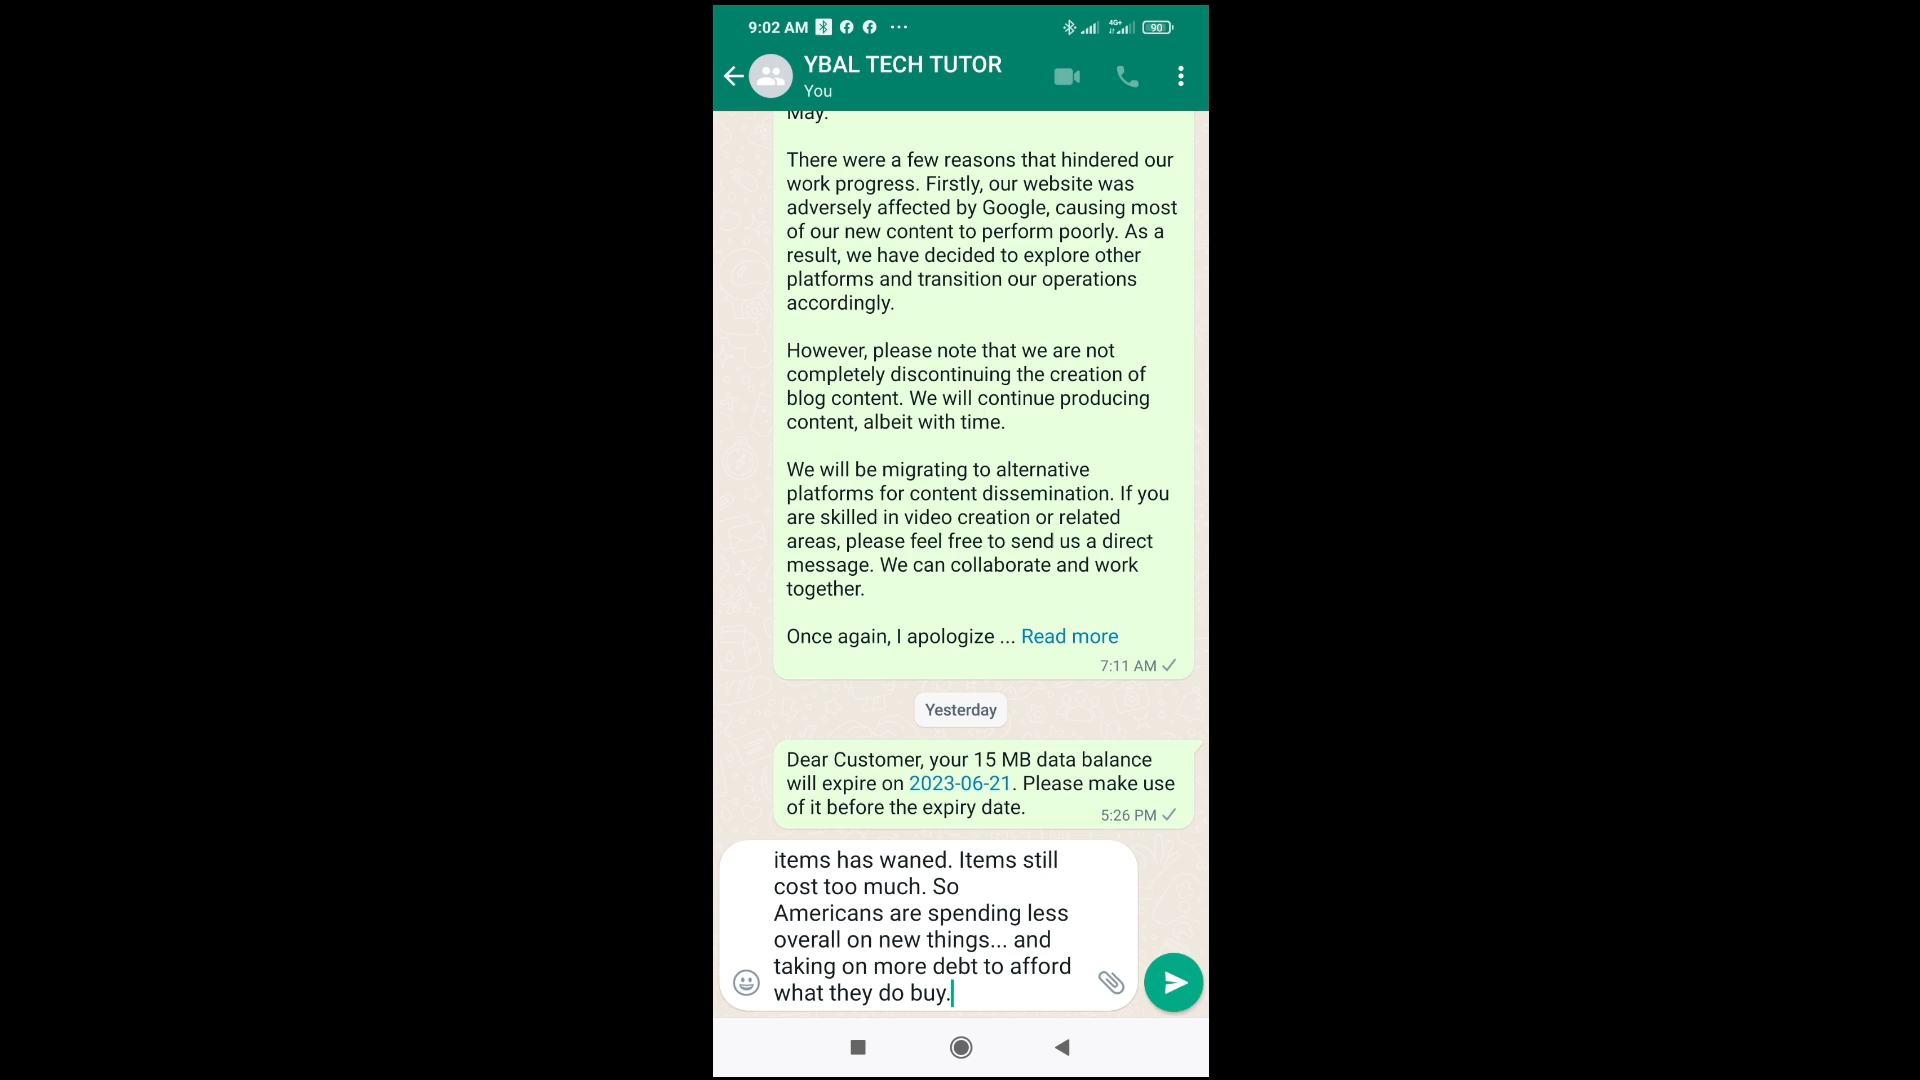 9:02 AM
4G+
90
YBAL TECH TUTOR
You
May.
There were a few reasons that hindered our
work progress. Firstly, our website was
adversely affected by Google, causing most
of our new content to perform poorly. As a
result, we have decided to explore other
platforms and transition our operations
accordingly.
However, please note that we are not
completely discontinuing the creation of
blog content. We will continue producing
content, albeit with time.
We will be migrating to alternative
platforms for content dissemination. If you
are skilled in video creation or related
areas, please feel free to send us a direct
message. We can collaborate and work
together.
Once again, I apologize ... Read more
7:11 AM
Yesterday
Dear Customer, your 15 MB data balance
will expire on 2023-06-21. Please make use
of it before the expiry date.
5:26 PM
items has waned. Items still
cost too much. So
Americans are spending less
overall on new things... and
taking on more debt to afford
what they do buy.